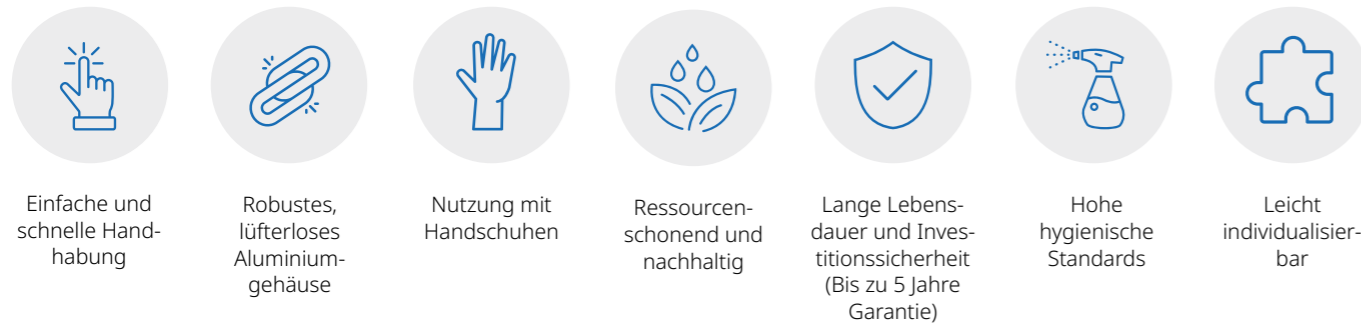 Einfache und
schnelle Hand-
habung
Robustes,
lüfterloses
Aluminium-
gehäuse
Nutzung mit
Handschuhen
Ressourcen-
schonend und
nachhaltig
Lange Lebens-
dauer und Inves-
titionssicherheit
(Bis zu 5 Jahre
Garantie)
Hohe
hygienische
Standards
Leicht
individualisier-
bar